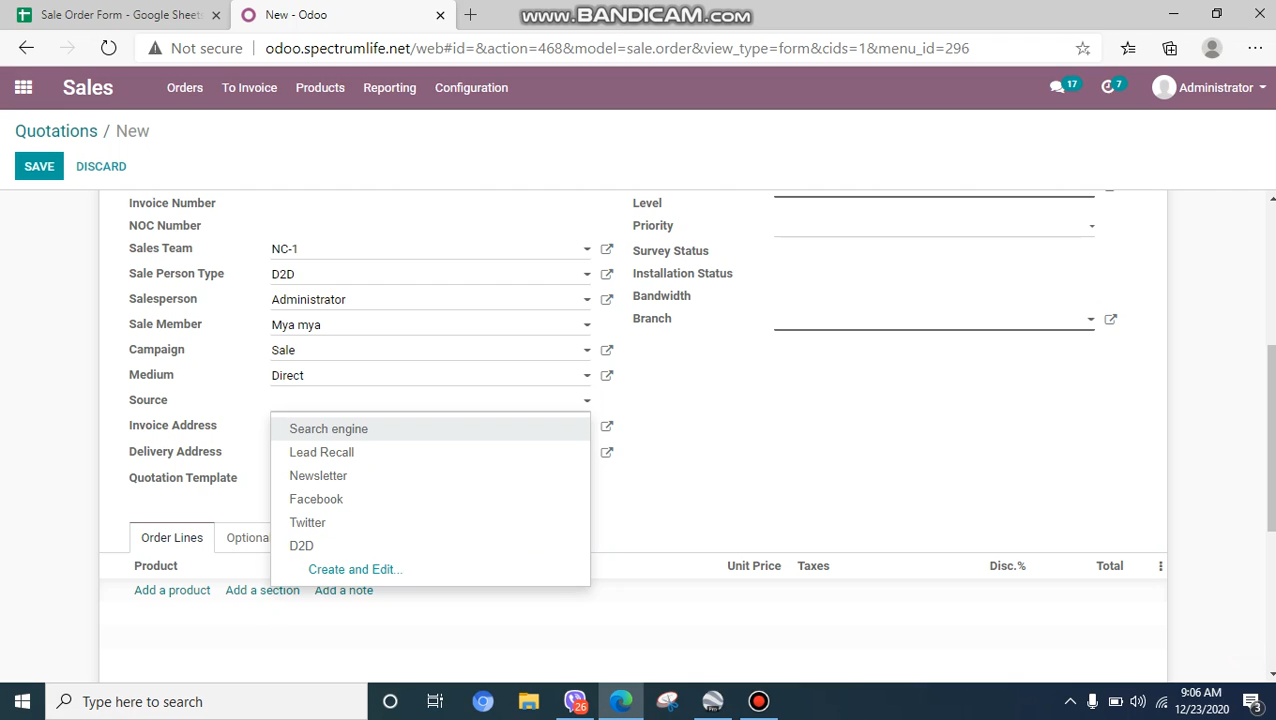 Sale Order Form - Google Sheets
New - Odoo
www.BANDICAM.com
Not secure
odoo.spectrumlife.net/web#id=&action=468&model=sale.order&view_type=form&cids=1&menu_id=296
Sales
Orders
To Invoice
Products
Reporting
Configuration
17
7
Administrator
Quotations / New
SAVE
DISCARD
Invoice Number
NOC Number
Sales Team NC-1
Sale Person Type D2D
Salesperson Administrator
Sale Member Mya mya
Campaign Sale
Medium Direct
Source
Invoice Address
Delivery Address
Quotation Template
Level
Priority
Survey Status
Installation Status
Bandwidth
Branch
Search engine
Lead Recall
Newsletter
Facebook
Twitter
D2D
Create and Edit...
Order Lines
Optiona
Product Unit Price Taxes Disc.% Total
Add a product Add a section Add a note
Type here to search
26
9:06 AM
12/23/2020
3